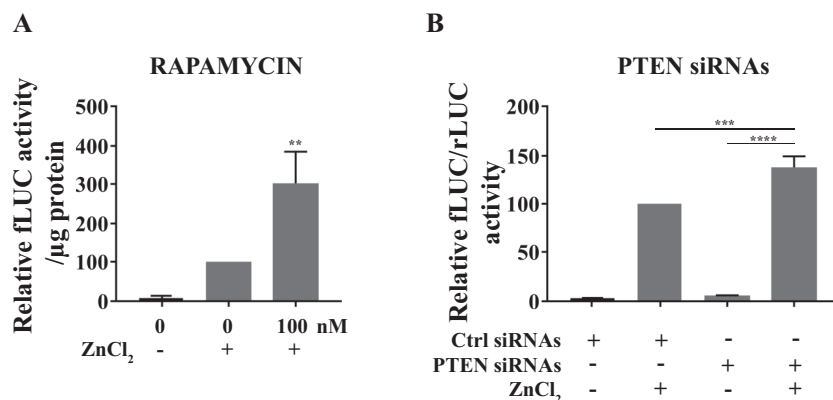 A
RAPAMYCIN
Relative fLUC activity
/µg protein
500
400
300
200
100
0
**
0 0 100 nM
ZnCl₂ - + +
B
PTEN siRNAs
Relative fLUC/rLUC
activity
200
150
100
50
0
***
****
Ctrl siRNAs + + - -
PTEN siRNAs - - + +
ZnCl₂ - + - +